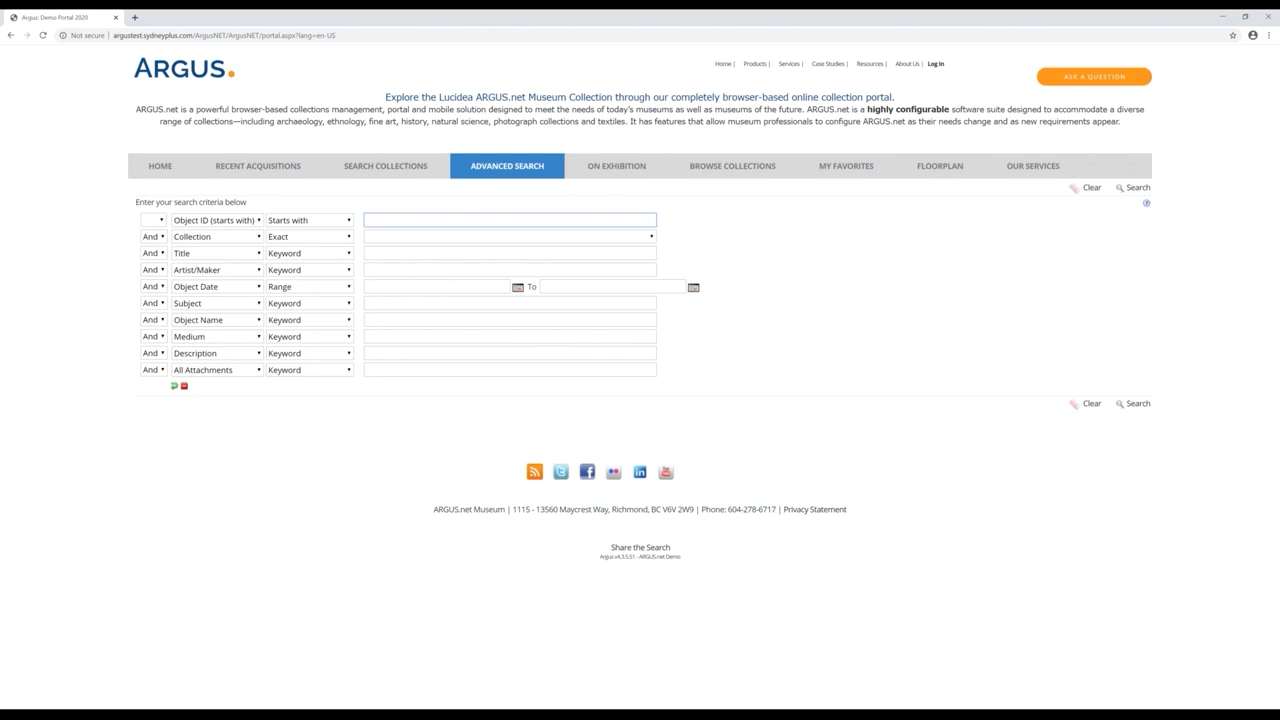 Argus: Demo Portal 2020
Not secure | argustest.sydneyplus.com/ArgusNET/ArgusNET/portal.aspx?lang=en-US
ARGUS.
Home | Products | Services | Case Studies | Resources | About Us | Log In
ASK A QUESTION
Explore the Lucidea ARGUS.net Museum Collection through our completely browser-based online collection portal.
ARGUS.net is a powerful browser-based collections management, portal and mobile solution designed to meet the needs of today's museums as well as museums of the future. ARGUS.net is a highly configurable software suite designed to accommodate a diverse
range of collections—including archaeology, ethnology, fine art, history, natural science, photograph collections and textiles. It has features that allow museum professionals to configure ARGUS.net as their needs change and as new requirements appear.
HOME RECENT ACQUISITIONS SEARCH COLLECTIONS ADVANCED SEARCH ON EXHIBITION BROWSE COLLECTIONS MY FAVORITES FLOORPLAN OUR SERVICES
Clear Search
Enter your search criteria below
Object ID (starts with) Starts with
And Collection Exact
And Title Keyword
And Artist/Maker Keyword
And Object Date Range To
And Subject Keyword
And Object Name Keyword
And Medium Keyword
And Description Keyword
And All Attachments Keyword
Clear Search
ARGUS.net Museum | 1115 - 13560 Maycrest Way, Richmond, BC V6V 2W9 | Phone: 604-278-6717 | Privacy Statement
Share the Search
Argus v4.3.5.51 - ARGUS.net Demo